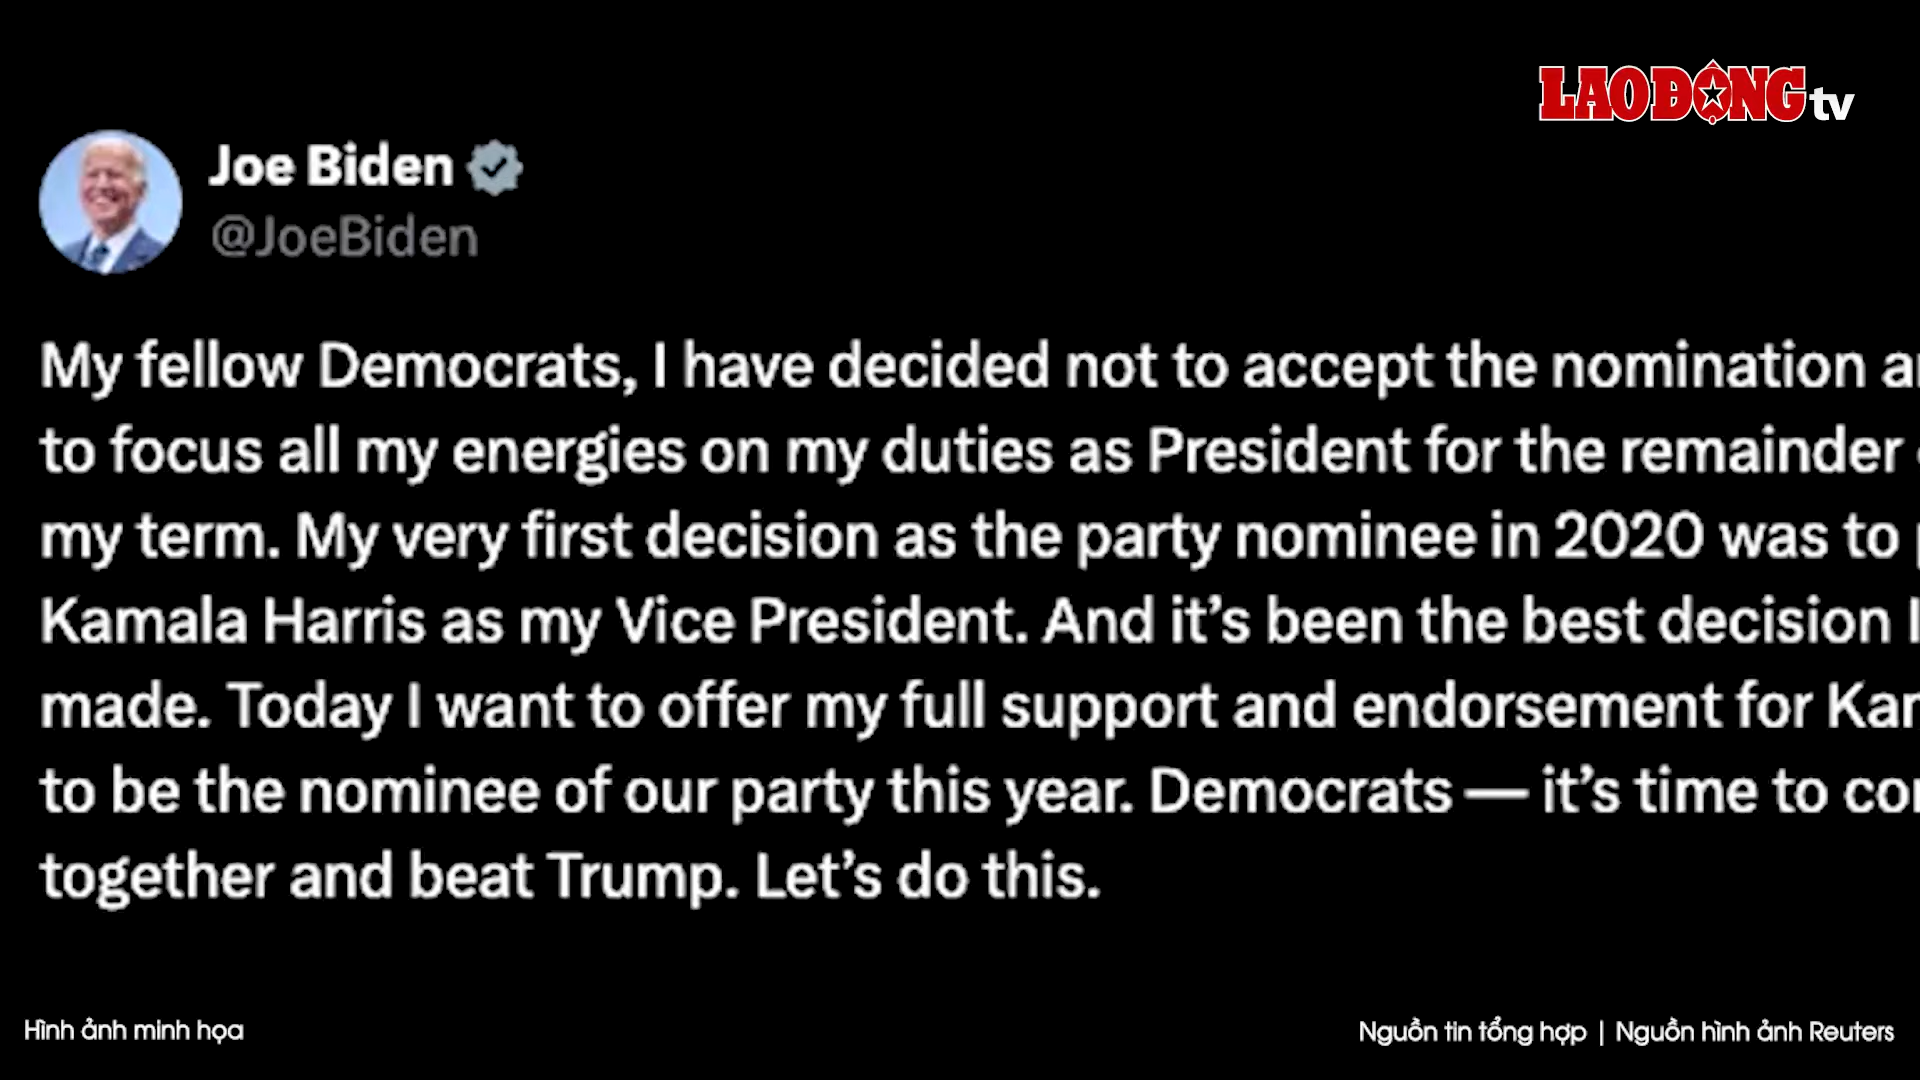 LAO ĐỘNG tv
Joe Biden
@JoeBiden
My fellow Democrats, I have decided not to accept the nomination
to focus all my energies on my duties as President for the remainder
my term. My very first decision as the party nominee in 2020 was to
Kamala Harris as my Vice President. And it’s been the best decision
made. Today I want to offer my full support and endorsement for
to be the nominee of our party this year. Democrats — it’s time to
together and beat Trump. Let’s do this.
Hình ảnh minh họa
Nguồn tin tổng hợp | Nguồn hình ảnh Reuters